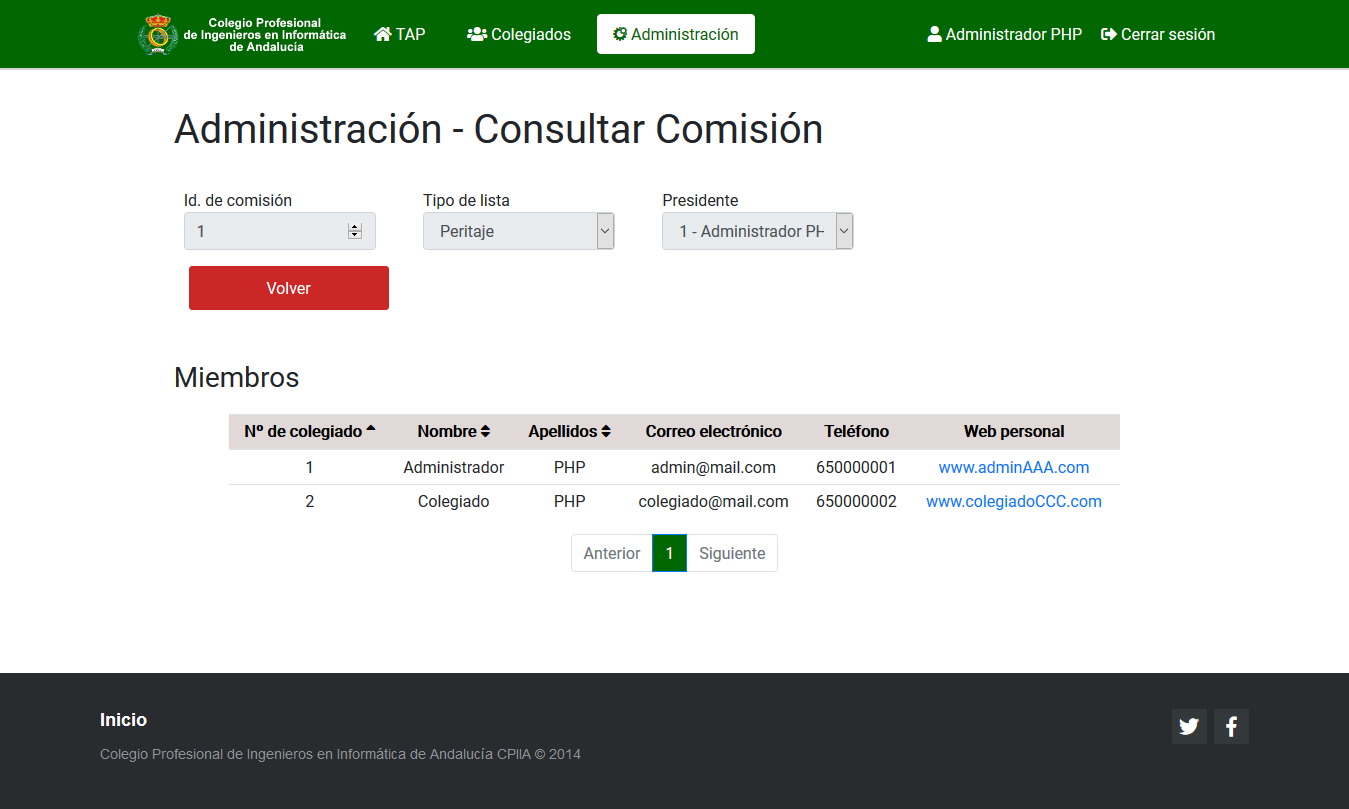 Colegio Profesional
de Ingenieros en Informática
de Andalucía
TAP
Colegiados
Administración
Administrador PHP
Cerrar sesión
Administración - Consultar Comisión
Id. de comisión
Tipo de lista
Presidente
1
Peritaje
1 - Administrador PH
Volver
Miembros
Nº de colegiado Nombre Apellidos Correo electrónico Teléfono Web personal
1 Administrador PHP admin@mail.com 650000001 www.adminAAA.com
2 Colegiado PHP colegiado@mail.com 650000002 www.colegiadoCCC.com
Anterior 1 Siguiente
Inicio
Colegio Profesional de Ingenieros en Informática de Andalucía CPIIA © 2014